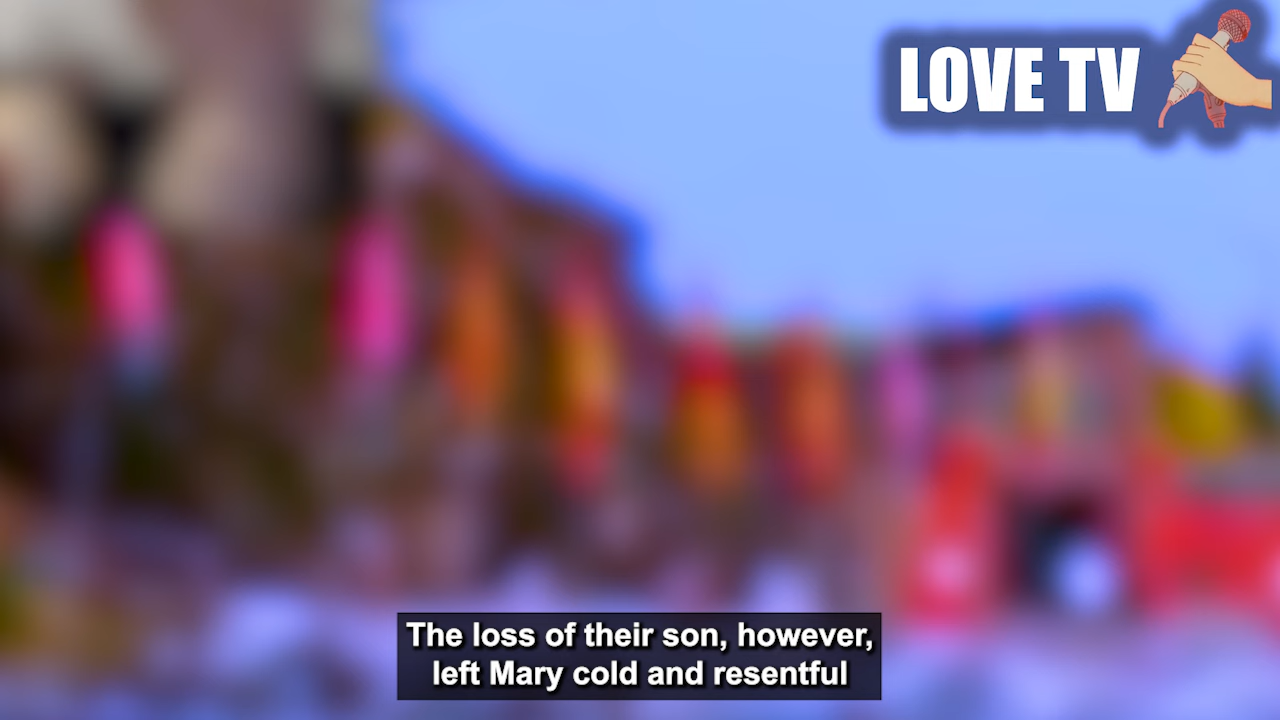 LOVE TV
The loss of their son, however,
left Mary cold and resentful